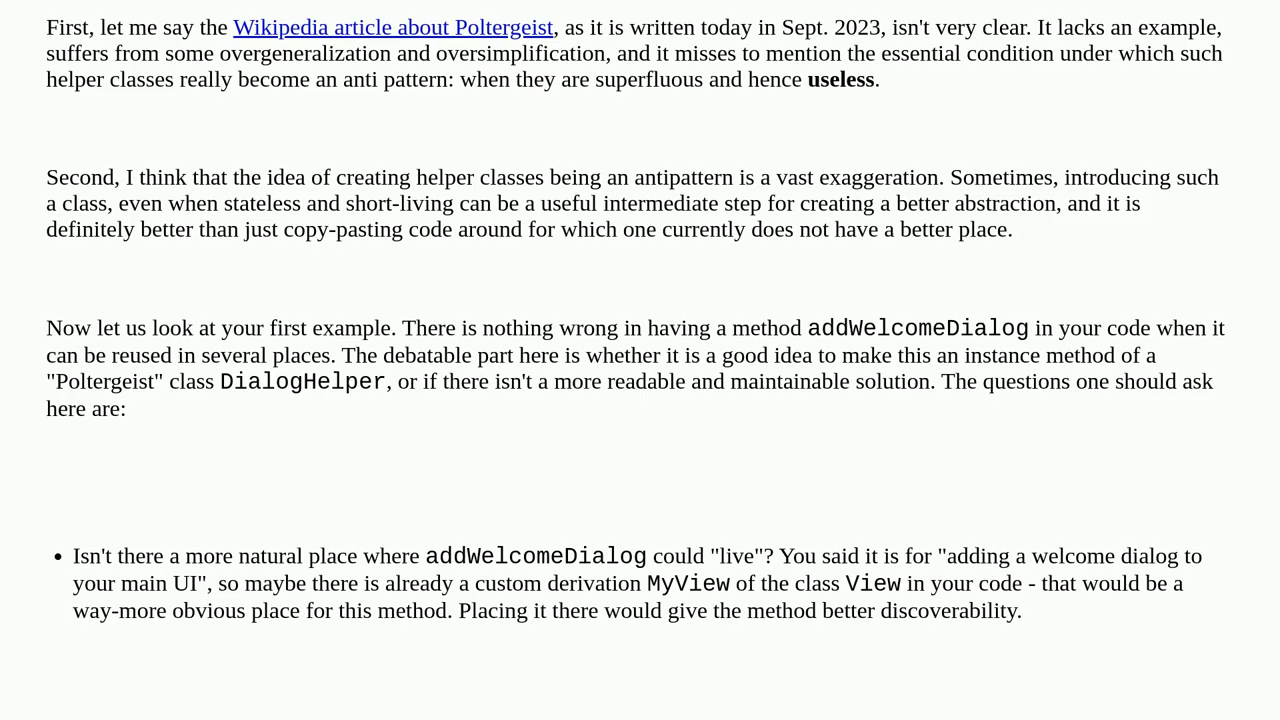 First, let me say the Wikipedia article about Poltergeist, as it is written today in Sept. 2023, isn't very clear. It lacks an example,
suffers from some overgeneralization and oversimplification, and it misses to mention the essential condition under which such
helper classes really become an anti pattern: when they are superfluous and hence useless.
Second, I think that the idea of creating helper classes being an antipattern is a vast exaggeration. Sometimes, introducing such
a class, even when stateless and short-living can be a useful intermediate step for creating a better abstraction, and it is
definitely better than just copy-pasting code around for which one currently does not have a better place.
Now let us look at your first example. There is nothing wrong in having a method addWelcomeDialog in your code when it
can be reused in several places. The debatable part here is whether it is a good idea to make this an instance method of a
"Poltergeist" class DialogHelper, or if there isn't a more readable and maintainable solution. The questions one should ask
here are:
• Isn't there a more natural place where addWelcomeDialog could "live"? You said it is for "adding a welcome dialog to
your main UI", so maybe there is already a custom derivation MyView of the class View in your code - that would be a
way-more obvious place for this method. Placing it there would give the method better discoverability.